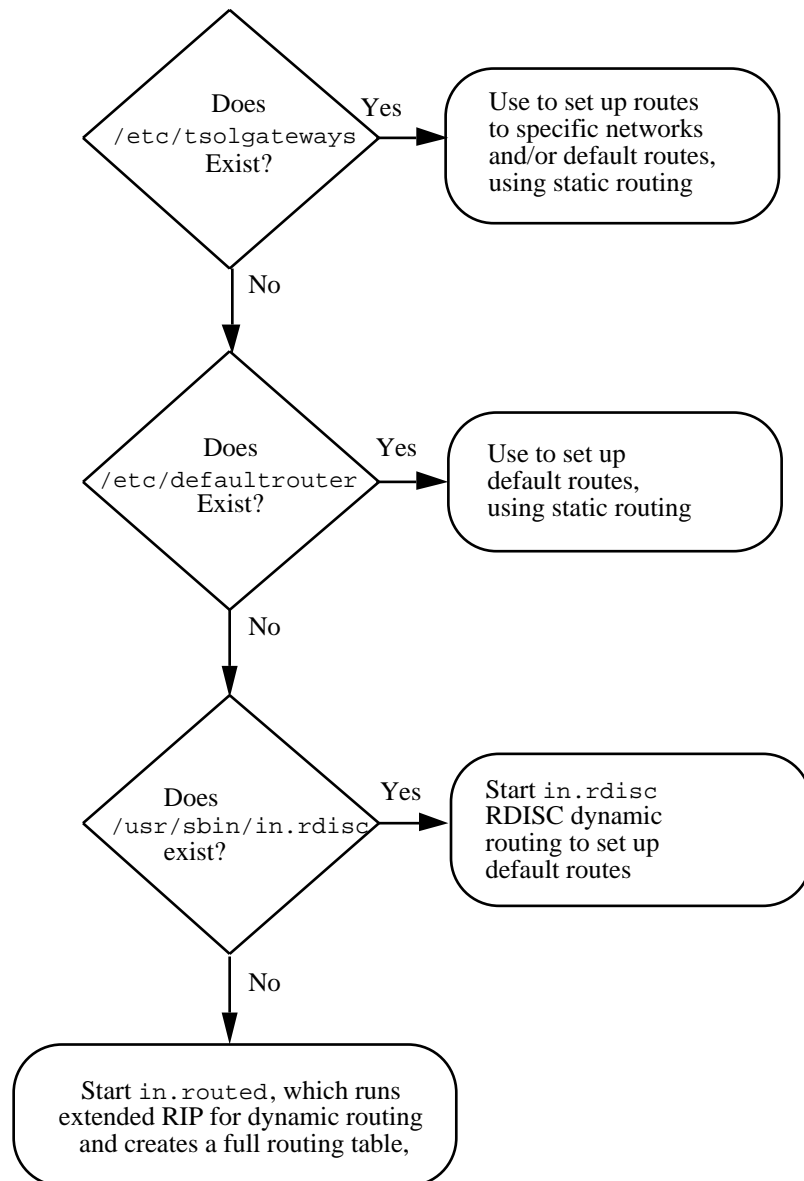 Does
/etc/tsolgateways
Exist?
Yes
Use to set up routes
to specific networks
and/or default routes,
using static routing
No
Does
/etc/defaultrouter
Exist?
Yes
Use to set up
default routes,
using static routing
No
Does
/usr/sbin/in.rdisc
exist?
Yes
Start in.rdisc
RDISC dynamic
routing to set up
default routes
No
Start in.routed, which runs
extended RIP for dynamic routing
and creates a full routing table,